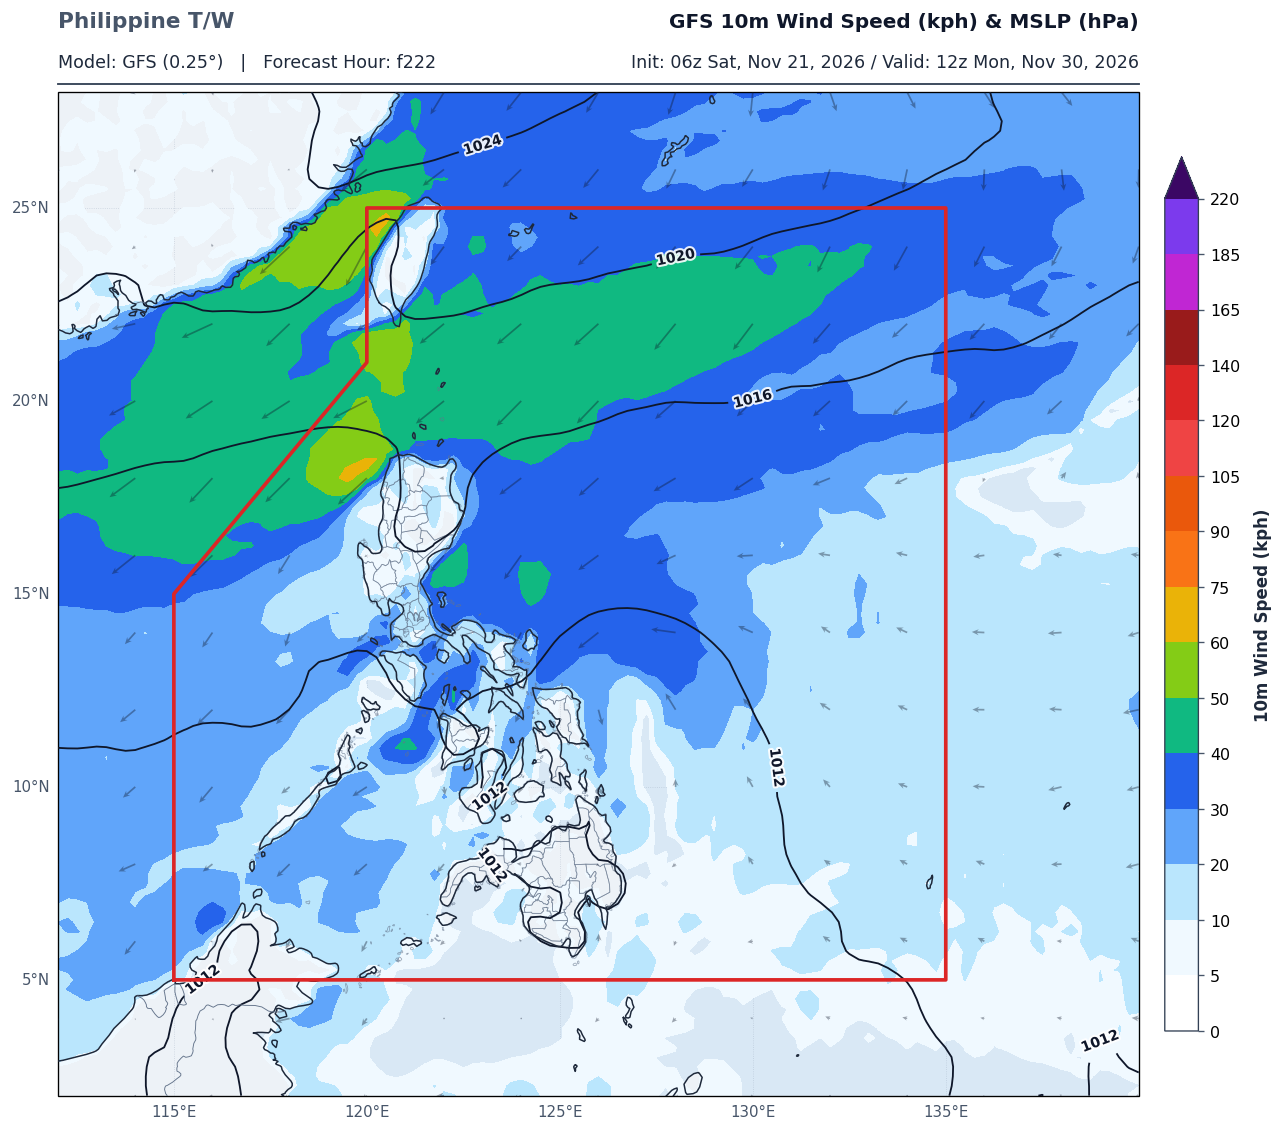 Philippine T/W
GFS 10m Wind Speed (kph) & MSLP (hPa)
Model: GFS (0.25°) | Forecast Hour: f222
Init: 06z Sat, Nov 21, 2026 / Valid: 12z Mon, Nov 30, 2026
1024
1020
1016
1012
1012
1012
1012
1012
25°N
20°N
15°N
10°N
5°N
115°E
120°E
125°E
130°E
135°E
220
185
165
140
120
105
90
75
60
50
40
30
20
10
5
0
10m Wind Speed (kph)